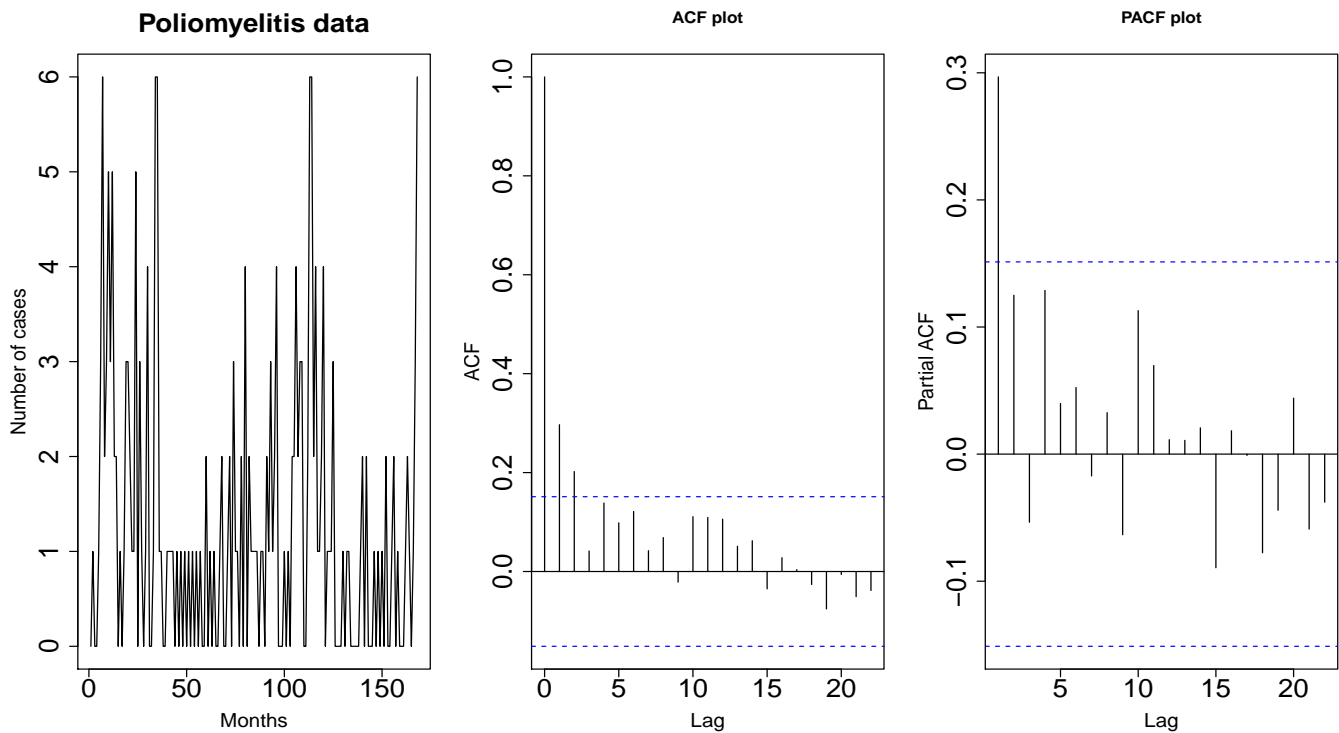 Poliomyelitis data
Number of cases
6
5
4
3
2
1
0
0 50 100 150
Months
ACF plot
ACF
1.0
0.8
0.6
0.4
0.2
0.0
0 5 10 15 20
Lag
PACF plot
Partial ACF
0.3
0.2
0.1
0.0
−0.1
5 10 15 20
Lag